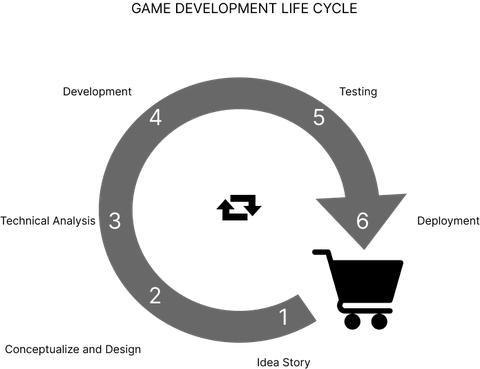 GAME DEVELOPMENT LIFE CYCLE
Development
Testing
4
5
Technical Analysis
3
6
Deployment
2
1
Conceptualize and Design
Idea Story